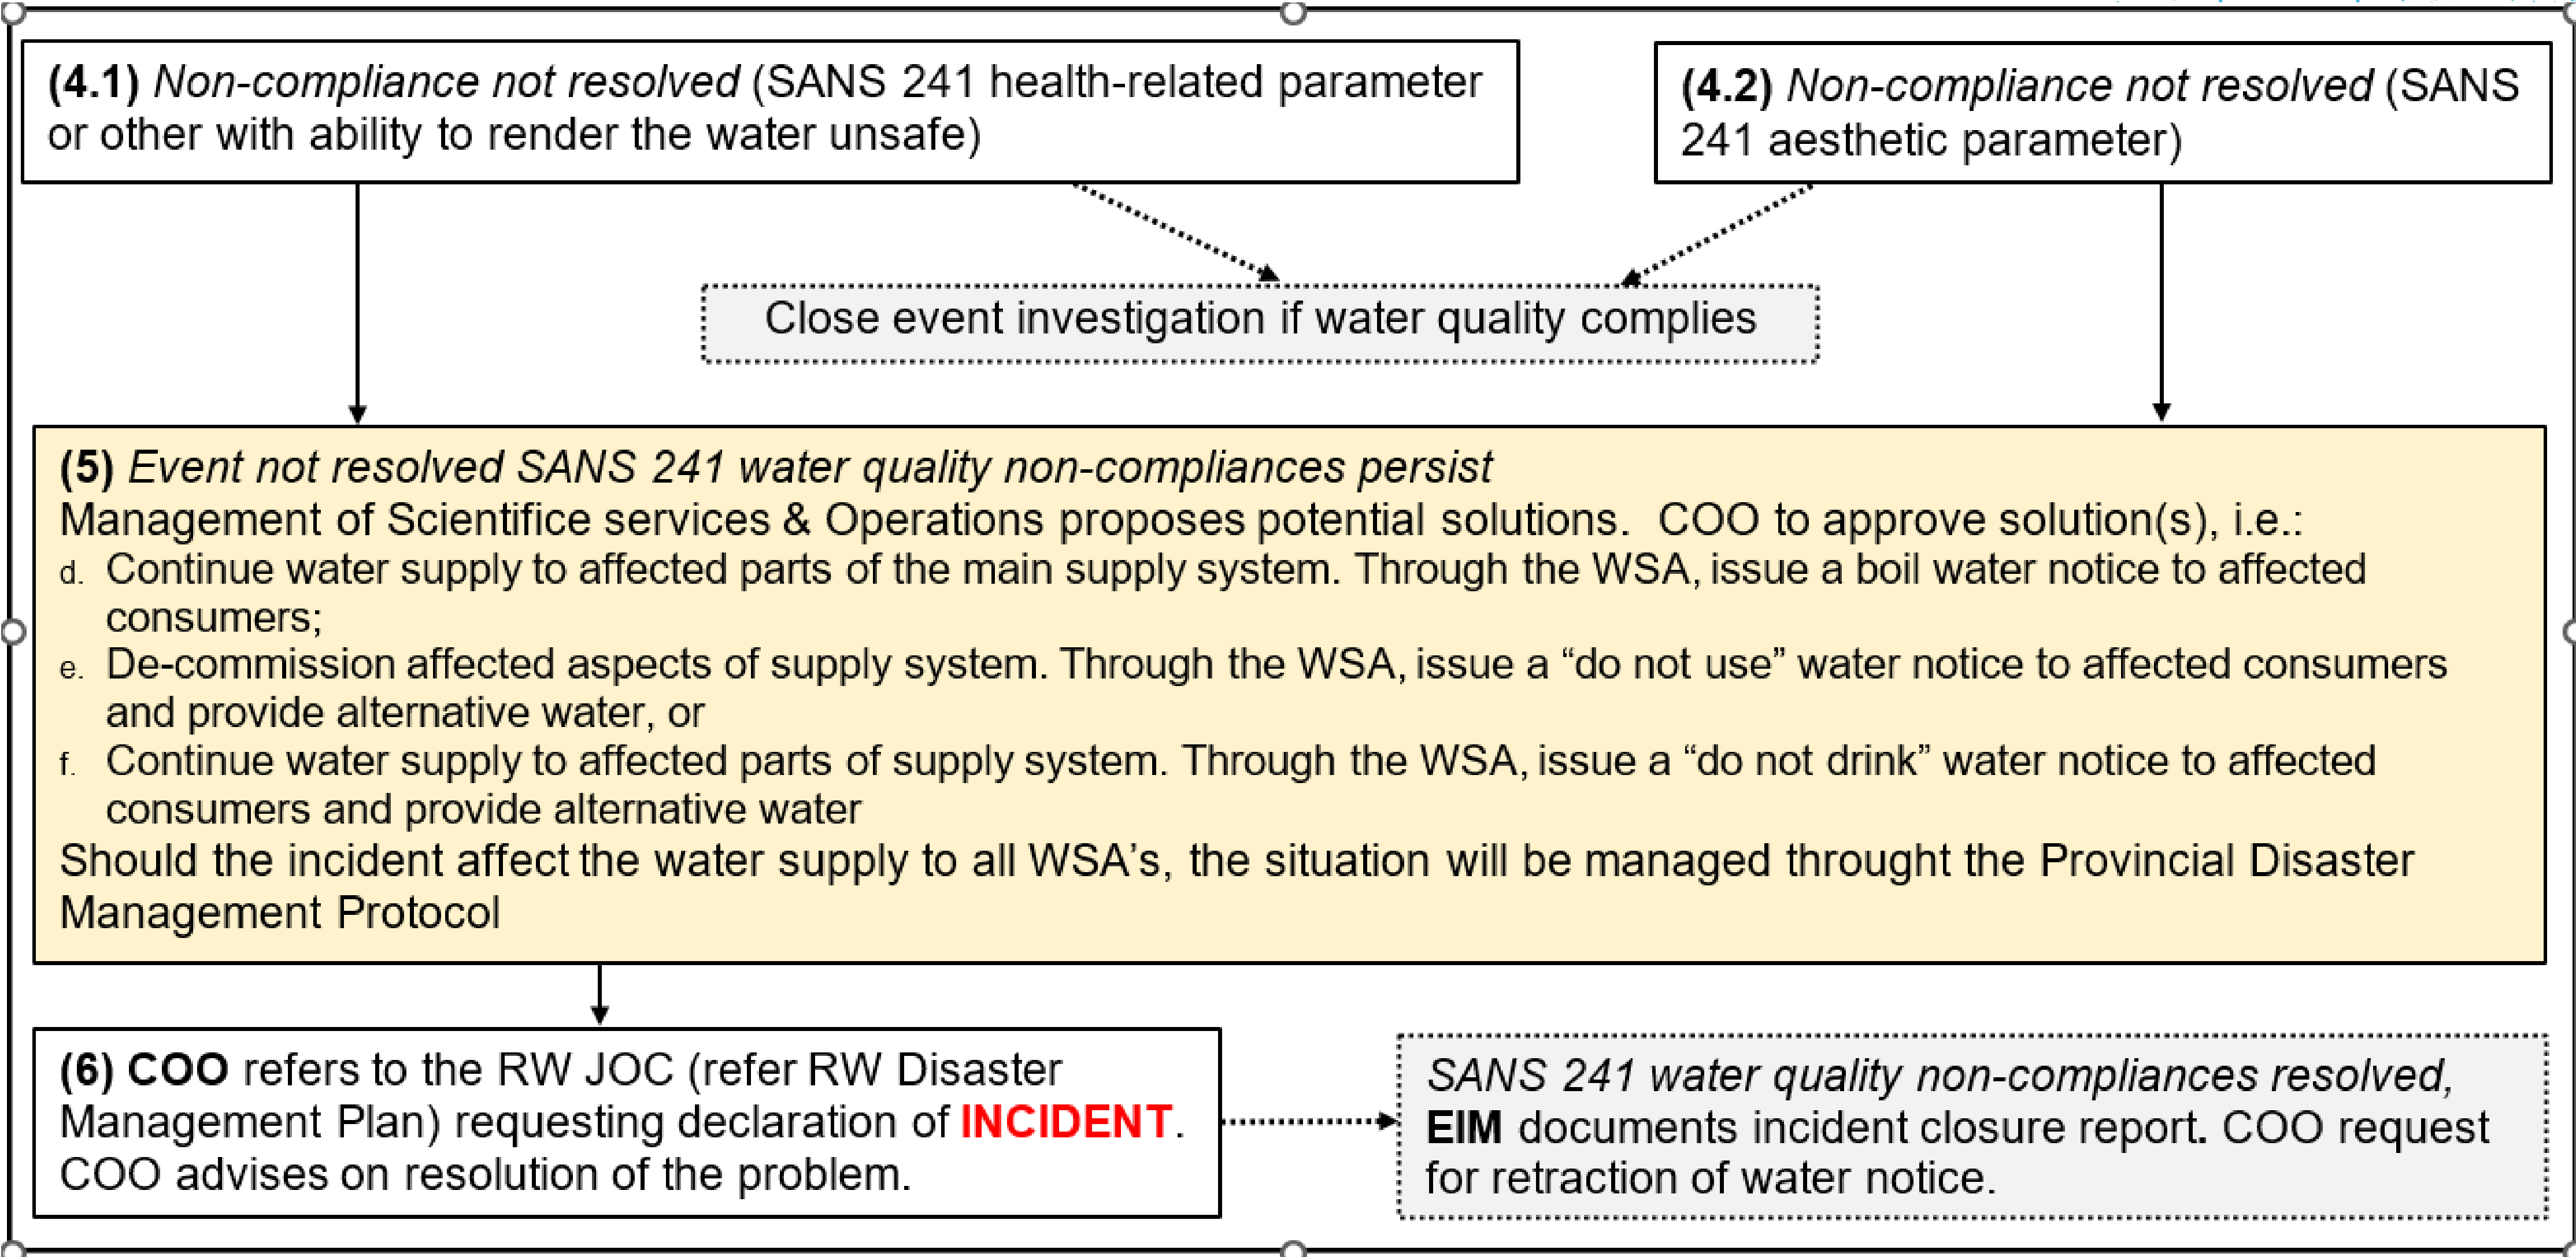 (4.1) Non-compliance not resolved (SANS 241 health-related parameter
or other with ability to render the water unsafe)
(4.2) Non-compliance not resolved (SANS
241 aesthetic parameter)
Close event investigation if water quality complies
(5) Event not resolved SANS 241 water quality non-compliances persist
Management of Scientifice services & Operations proposes potential solutions. COO to approve solution(s), i.e.:
d. Continue water supply to affected parts of the main supply system. Through the WSA, issue a boil water notice to affected
consumers;
e. De-commission affected aspects of supply system. Through the WSA, issue a “do not use” water notice to affected consumers
and provide alternative water, or
f. Continue water supply to affected parts of supply system. Through the WSA, issue a “do not drink” water notice to affected
consumers and provide alternative water
Should the incident affect the water supply to all WSA’s, the situation will be managed throught the Provincial Disaster
Management Protocol
(6) COO refers to the RW JOC (refer RW Disaster
Management Plan) requesting declaration of INCIDENT.
COO advises on resolution of the problem.
SANS 241 water quality non-compliances resolved,
EIM documents incident closure report. COO request
for retraction of water notice.